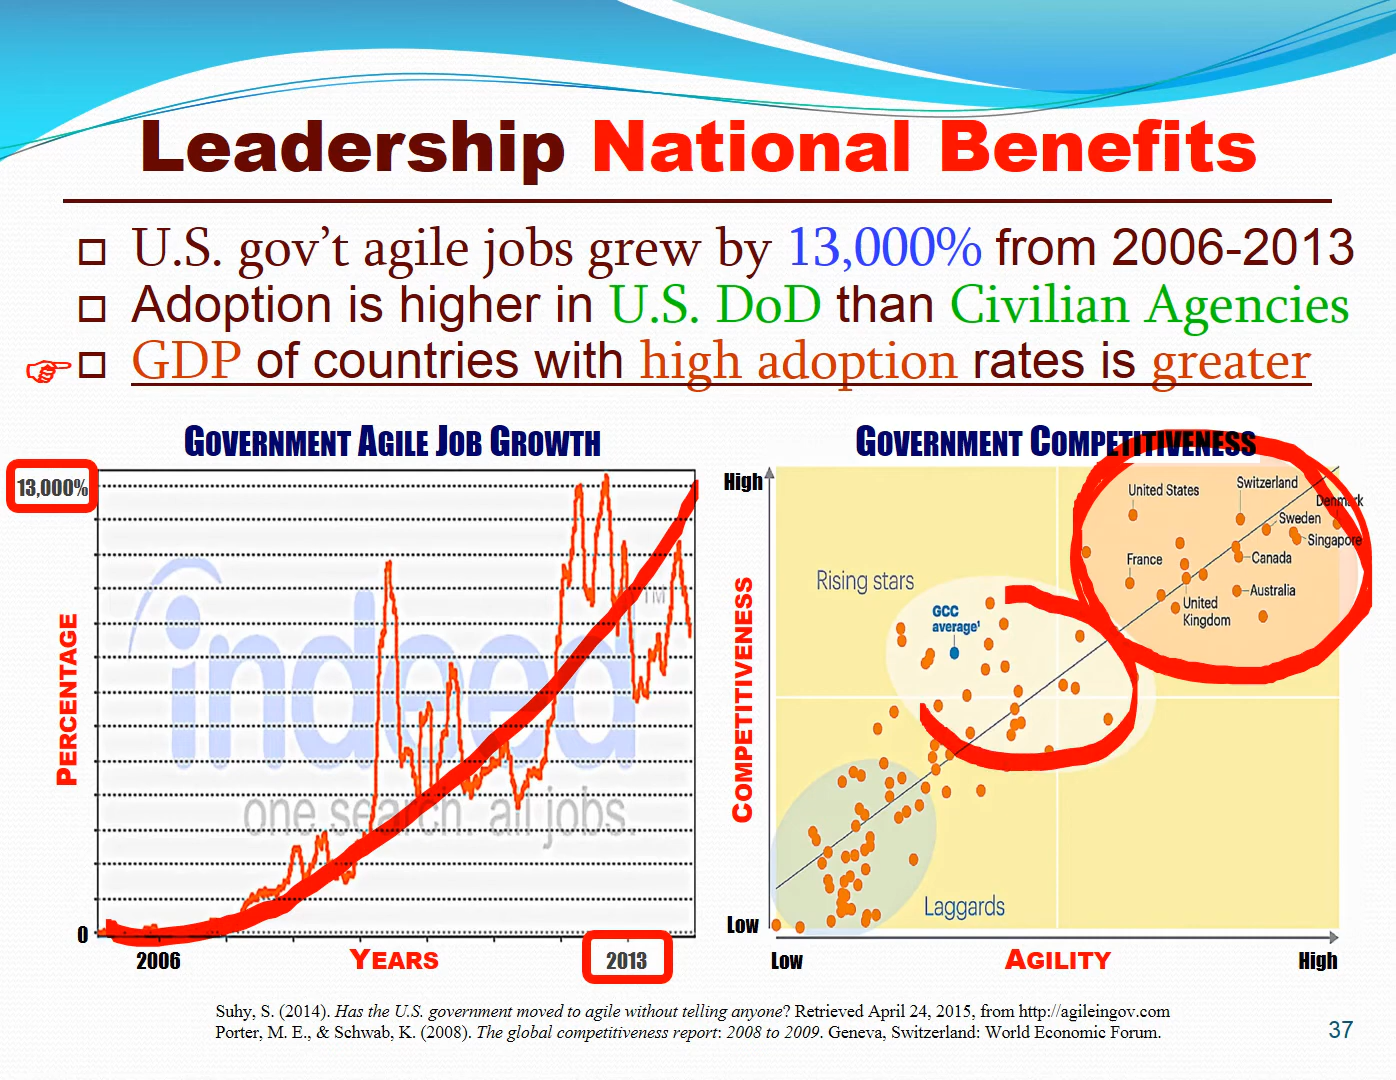 Leadership National Benefits
U.S. gov’t agile jobs grew by 13,000% from 2006-2013
Adoption is higher in U.S. DoD than Civilian Agencies
GDP of countries with high adoption rates is greater
GOVERNMENT AGILE JOB GROWTH
13,000%
PERCENTAGE
indeed™
one search. all jobs.
0
2006
YEARS
2013
GOVERNMENT COMPETITIVENESS
High
COMPETITIVENESS
United States
Switzerland
Denmark
Sweden
Singapore
France
Canada
Australia
United
Kingdom
Rising stars
GCC
average¹
Laggards
Low
Low
AGILITY
High
Suhy, S. (2014). Has the U.S. government moved to agile without telling anyone? Retrieved April 24, 2015, from http://agileingov.com
Porter, M. E., & Schwab, K. (2008). The global competitiveness report: 2008 to 2009. Geneva, Switzerland: World Economic Forum.
37